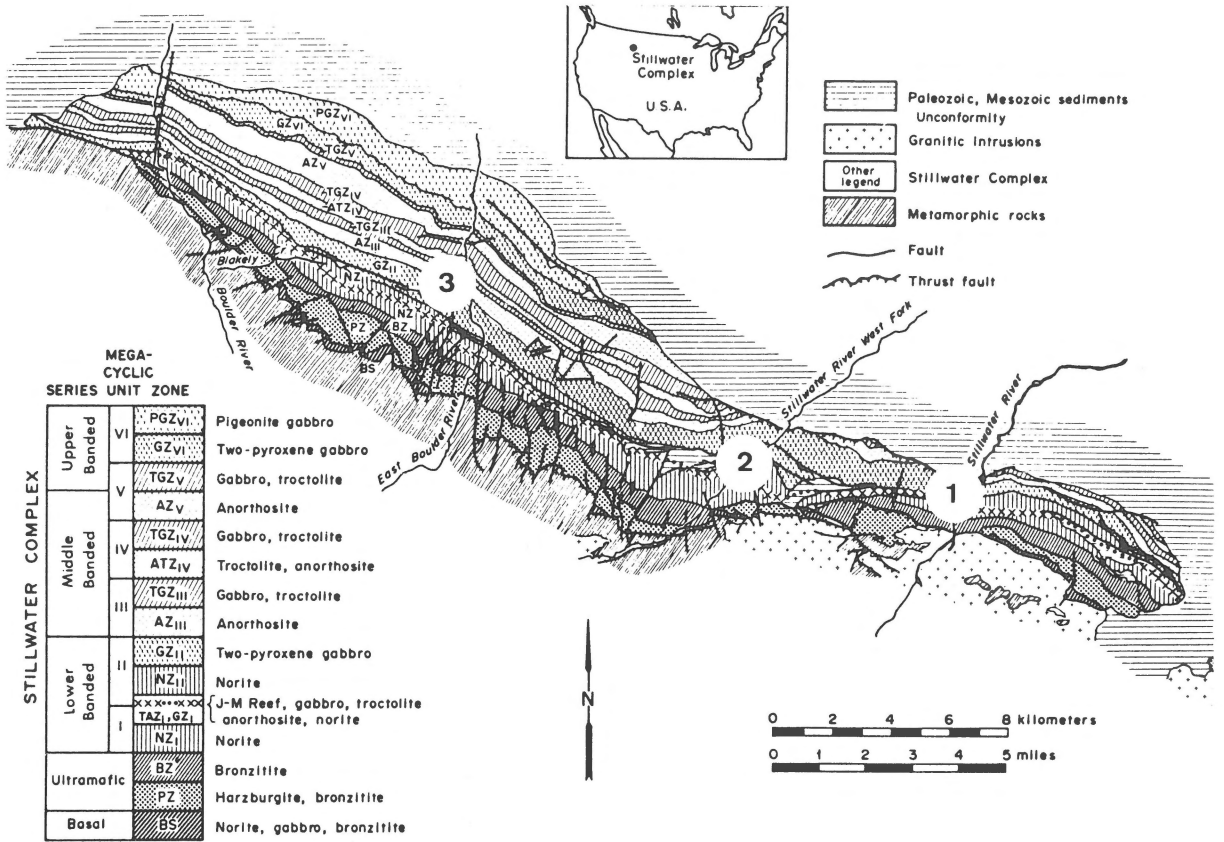 Stillwater
Complex
U.S.A.
Paleozoic, Mesozoic sediments
Unconformity
Granitic Intrusions
Other
legend
Stillwater Complex
Metamorphic rocks
Fault
Thrust fault
PGZVI
GZVI
TGZV
AZV
TGZIV
ATZIV
TGZIII
AZIII
GZII
NZ
NZ
BZ
PZ
BS
3
2
1
Blakely
Boulder River
East Boulder River
Stillwater River West Fork
Stillwater River
N
0 2 4 6 8 kilometers
0 1 2 3 4 5 miles
MEGA-
CYCLIC
SERIES UNIT ZONE
STILLWATER COMPLEX
Upper
Banded
Middle
Banded
Lower
Banded
Ultramafic
Basal
VI
V
IV
III
II
I
PGZVI Pigeonite gabbro
GZVI Two-pyroxene gabbro
TGZV Gabbro, troctolite
AZV Anorthosite
TGZIV Gabbro, troctolite
ATZIV Troctolite, anorthosite
TGZIII Gabbro, troctolite
AZIII Anorthosite
GZII Two-pyroxene gabbro
NZII Norite
J-M Reef, gabbro, troctolite
TAZI, GZI anorthosite, norite
NZI Norite
BZ Bronzitite
PZ Harzburgite, bronzitite
BS Norite, gabbro, bronzitite